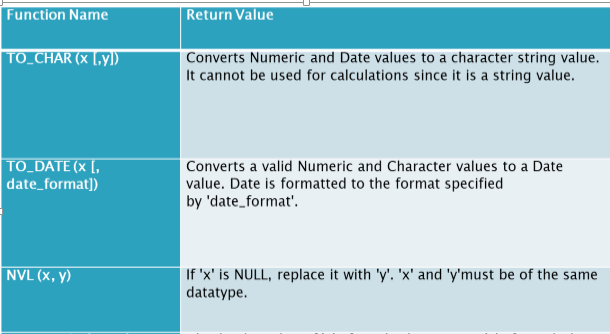 Function Name
Return Value
TO_CHAR (x [,y])
Converts Numeric and Date values to a character string value.
It cannot be used for calculations since it is a string value.
TO_DATE (x [,
date_format])
Converts a valid Numeric and Character values to a Date
value. Date is formatted to the format specified
by 'date_format'.
NVL (x, y)
If 'x' is NULL, replace it with 'y'. 'x' and 'y'must be of the same
datatype.